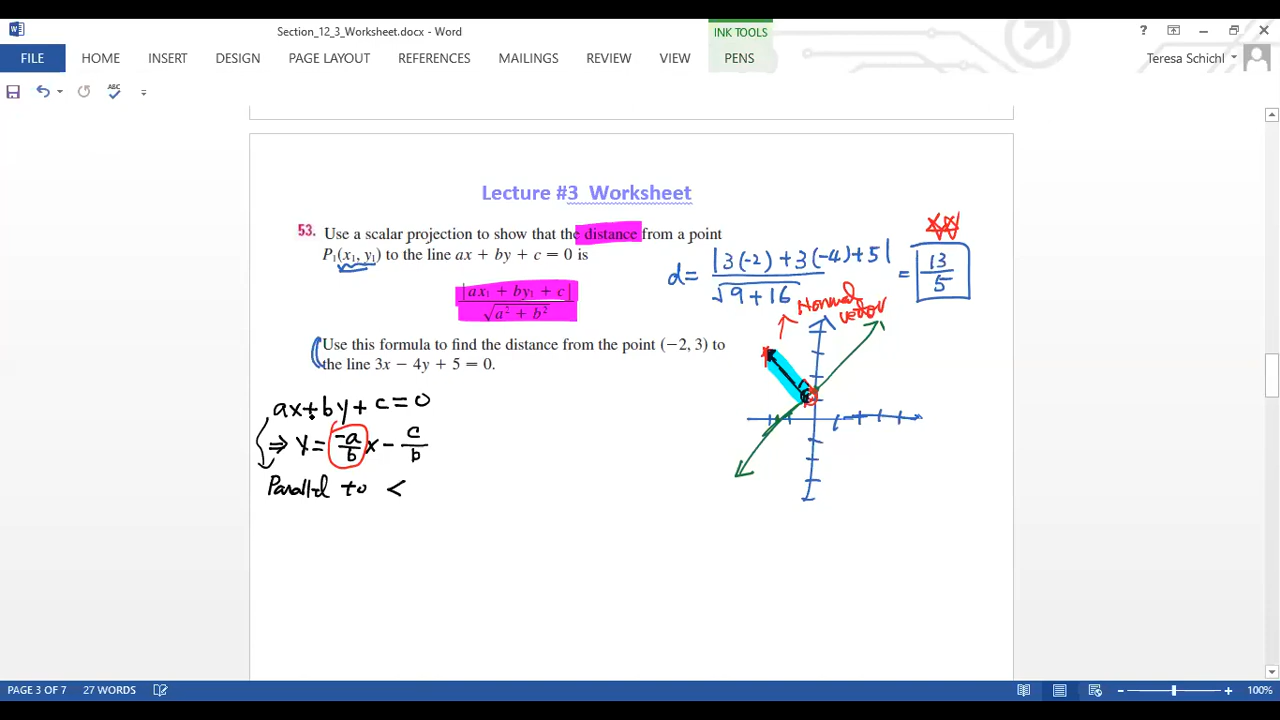 Section_12_3_Worksheet.docx - Word
INK TOOLS
?
FILE
HOME
INSERT
DESIGN
PAGE LAYOUT
REFERENCES
MAILINGS
REVIEW
VIEW
PENS
Teresa Schichl
ABC
Lecture #3 Worksheet
53. Use a scalar projection to show that the distance from a point
P₁(x₁, y₁) to the line ax + by + c = 0 is
|ax₁ + by₁ + c|
√a² + b²
Use this formula to find the distance from the point (−2, 3) to
the line 3x − 4y + 5 = 0.
d = |3(-2) + 3(-4) + 5| / √9 + 16 = 13/5
Normal
vector
ax + by + c = 0
⇒ y = -a/b x - c/b
Parallel to <
PAGE 3 OF 7
27 WORDS
100%